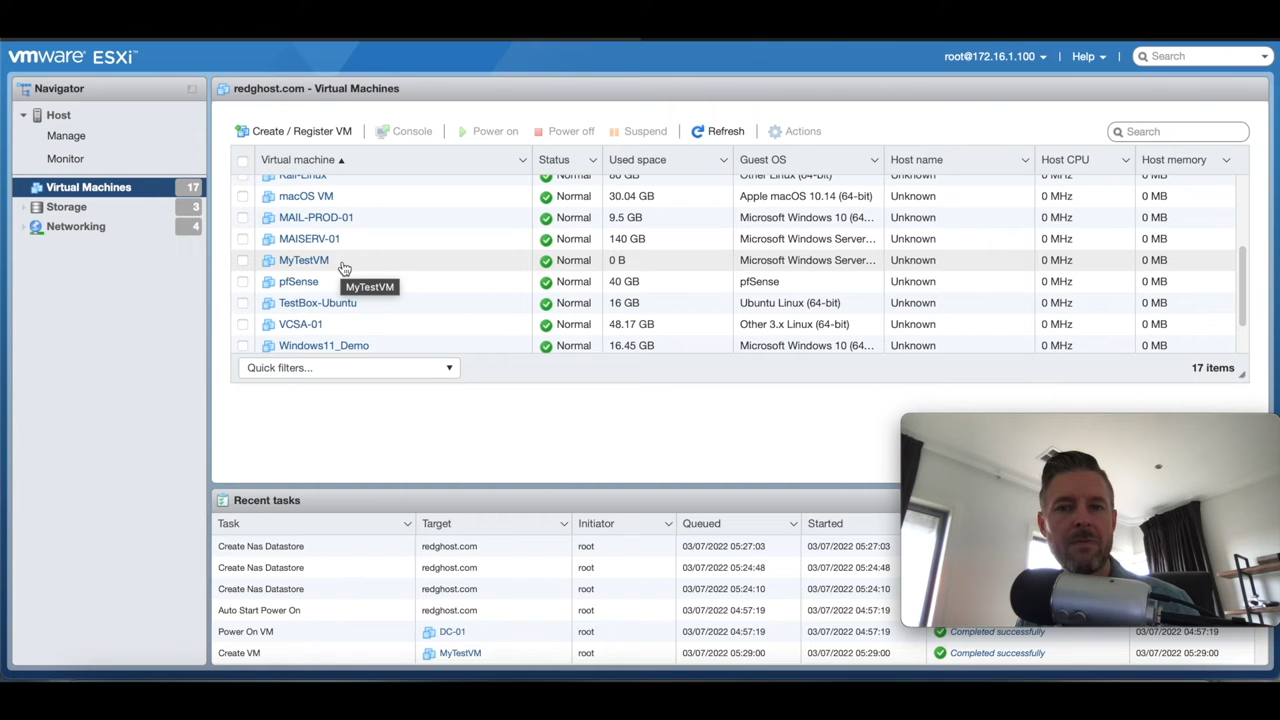 vmware ESXi™
root@172.16.1.100
Help
Search
Navigator
Host
Manage
Monitor
Virtual Machines 17
Storage 3
Networking 4
redghost.com - Virtual Machines
Create / Register VM
Console
Power on
Power off
Suspend
Refresh
Actions
Search
Virtual machine Status Used space Guest OS Host name Host CPU Host memory
Kali-Linux Normal 80 GB Other Linux (64-bit) Unknown 0 MHz 0 MB
macOS VM Normal 30.04 GB Apple macOS 10.14 (64-bit) Unknown 0 MHz 0 MB
MAIL-PROD-01 Normal 9.5 GB Microsoft Windows 10 (64... Unknown 0 MHz 0 MB
MAISERV-01 Normal 140 GB Microsoft Windows Server... Unknown 0 MHz 0 MB
MyTestVM Normal 0 B Microsoft Windows Server... Unknown 0 MHz 0 MB
MyTestVM
pfSense Normal 40 GB pfSense Unknown 0 MHz 0 MB
TestBox-Ubuntu Normal 16 GB Ubuntu Linux (64-bit) Unknown 0 MHz 0 MB
VCSA-01 Normal 48.17 GB Other 3.x Linux (64-bit) Unknown 0 MHz 0 MB
Windows11_Demo Normal 16.45 GB Microsoft Windows 10 (64... Unknown 0 MHz 0 MB
Quick filters...
17 items
Recent tasks
Task Target Initiator Queued Started
Create Nas Datastore redghost.com root 03/07/2022 05:27:03 03/07/2022 05:27:03
Create Nas Datastore redghost.com root 03/07/2022 05:24:48 03/07/2022 05:24:48
Create Nas Datastore redghost.com root 03/07/2022 05:24:10 03/07/2022 05:24:10
Auto Start Power On redghost.com root 03/07/2022 04:57:19 03/07/2022 04:57:19
Power On VM DC-01 root 03/07/2022 04:57:19 03/07/2022 04:57:19 Completed successfully 03/07/2022 04:57:19
Create VM MyTestVM root 03/07/2022 05:29:00 03/07/2022 05:29:00 Completed successfully 03/07/2022 05:29:00